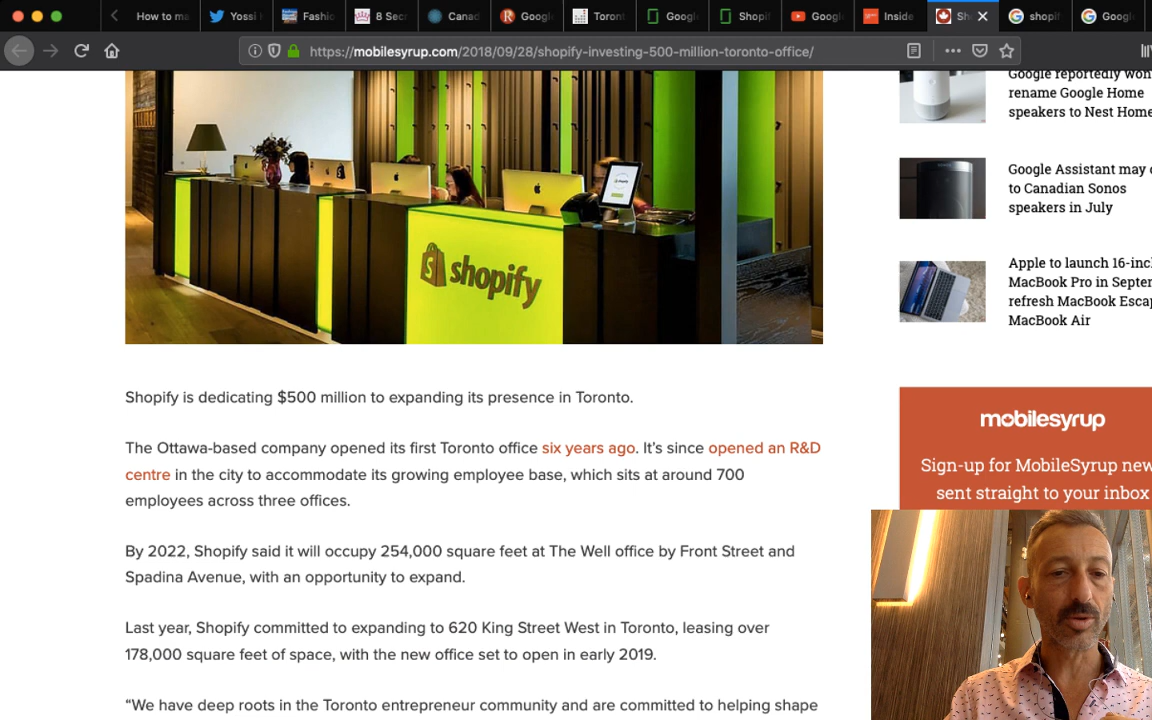 How to ma
Yossi
Fashio
8 Secr
Canad
Googl
Toront
Googl
Shopif
Googl
Inside
Sh
shopif
Googl
https://mobilesyrup.com/2018/09/28/shopify-investing-500-million-toronto-office/
shopify
Google reportedly won
rename Google Home
speakers to Nest Home
Google Assistant may c
to Canadian Sonos
speakers in July
Apple to launch 16-incl
MacBook Pro in Septer
refresh MacBook Escap
MacBook Air
Shopify is dedicating $500 million to expanding its presence in Toronto.
The Ottawa-based company opened its first Toronto office six years ago. It’s since opened an R&D
centre in the city to accommodate its growing employee base, which sits at around 700
employees across three offices.
By 2022, Shopify said it will occupy 254,000 square feet at The Well office by Front Street and
Spadina Avenue, with an opportunity to expand.
Last year, Shopify committed to expanding to 620 King Street West in Toronto, leasing over
178,000 square feet of space, with the new office set to open in early 2019.
“We have deep roots in the Toronto entrepreneur community and are committed to helping shape
mobilesyrup
Sign-up for MobileSyrup new
sent straight to your inbox